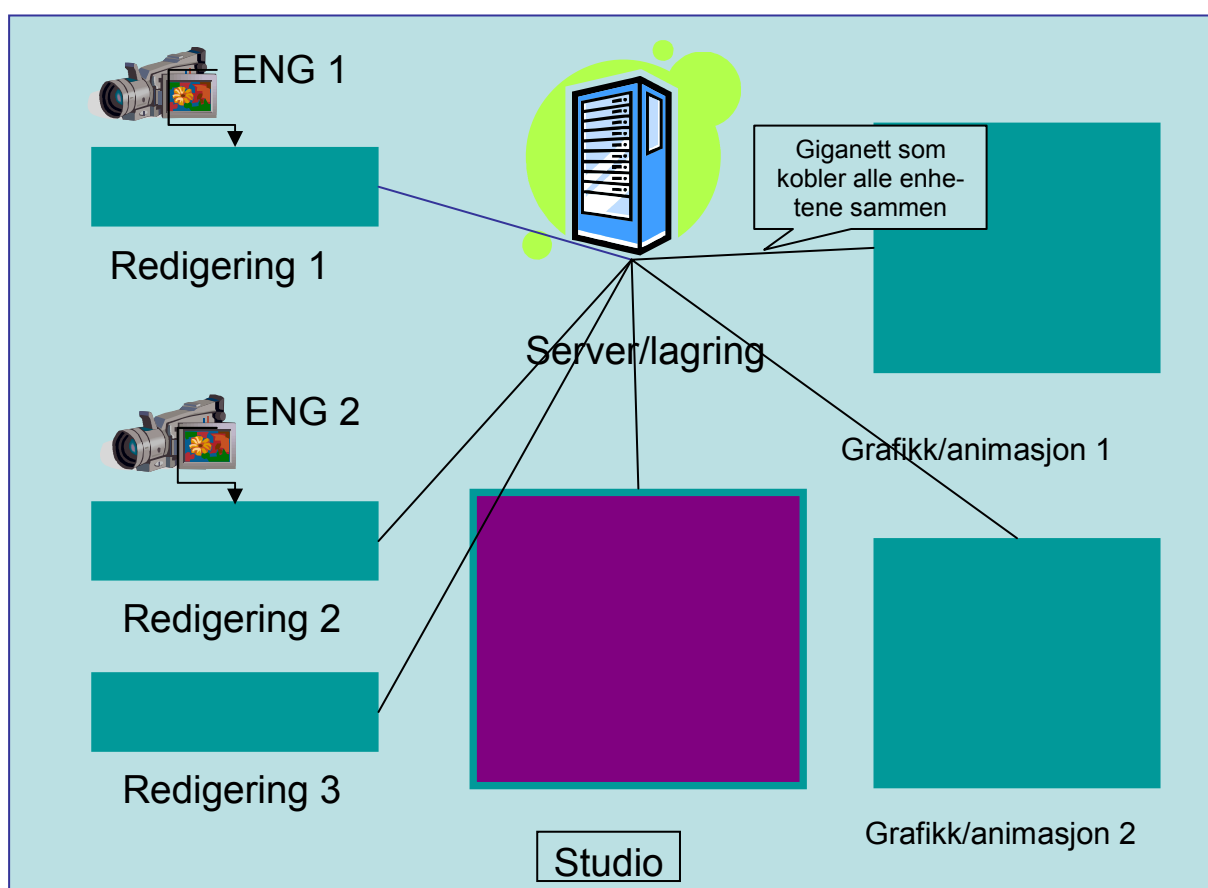 ENG 1
Redigering 1
Giganett som
kobler alle enhe-
tene sammen
Server/lagring
ENG 2
Grafikk/animasjon 1
Redigering 2
Redigering 3
Grafikk/animasjon 2
Studio